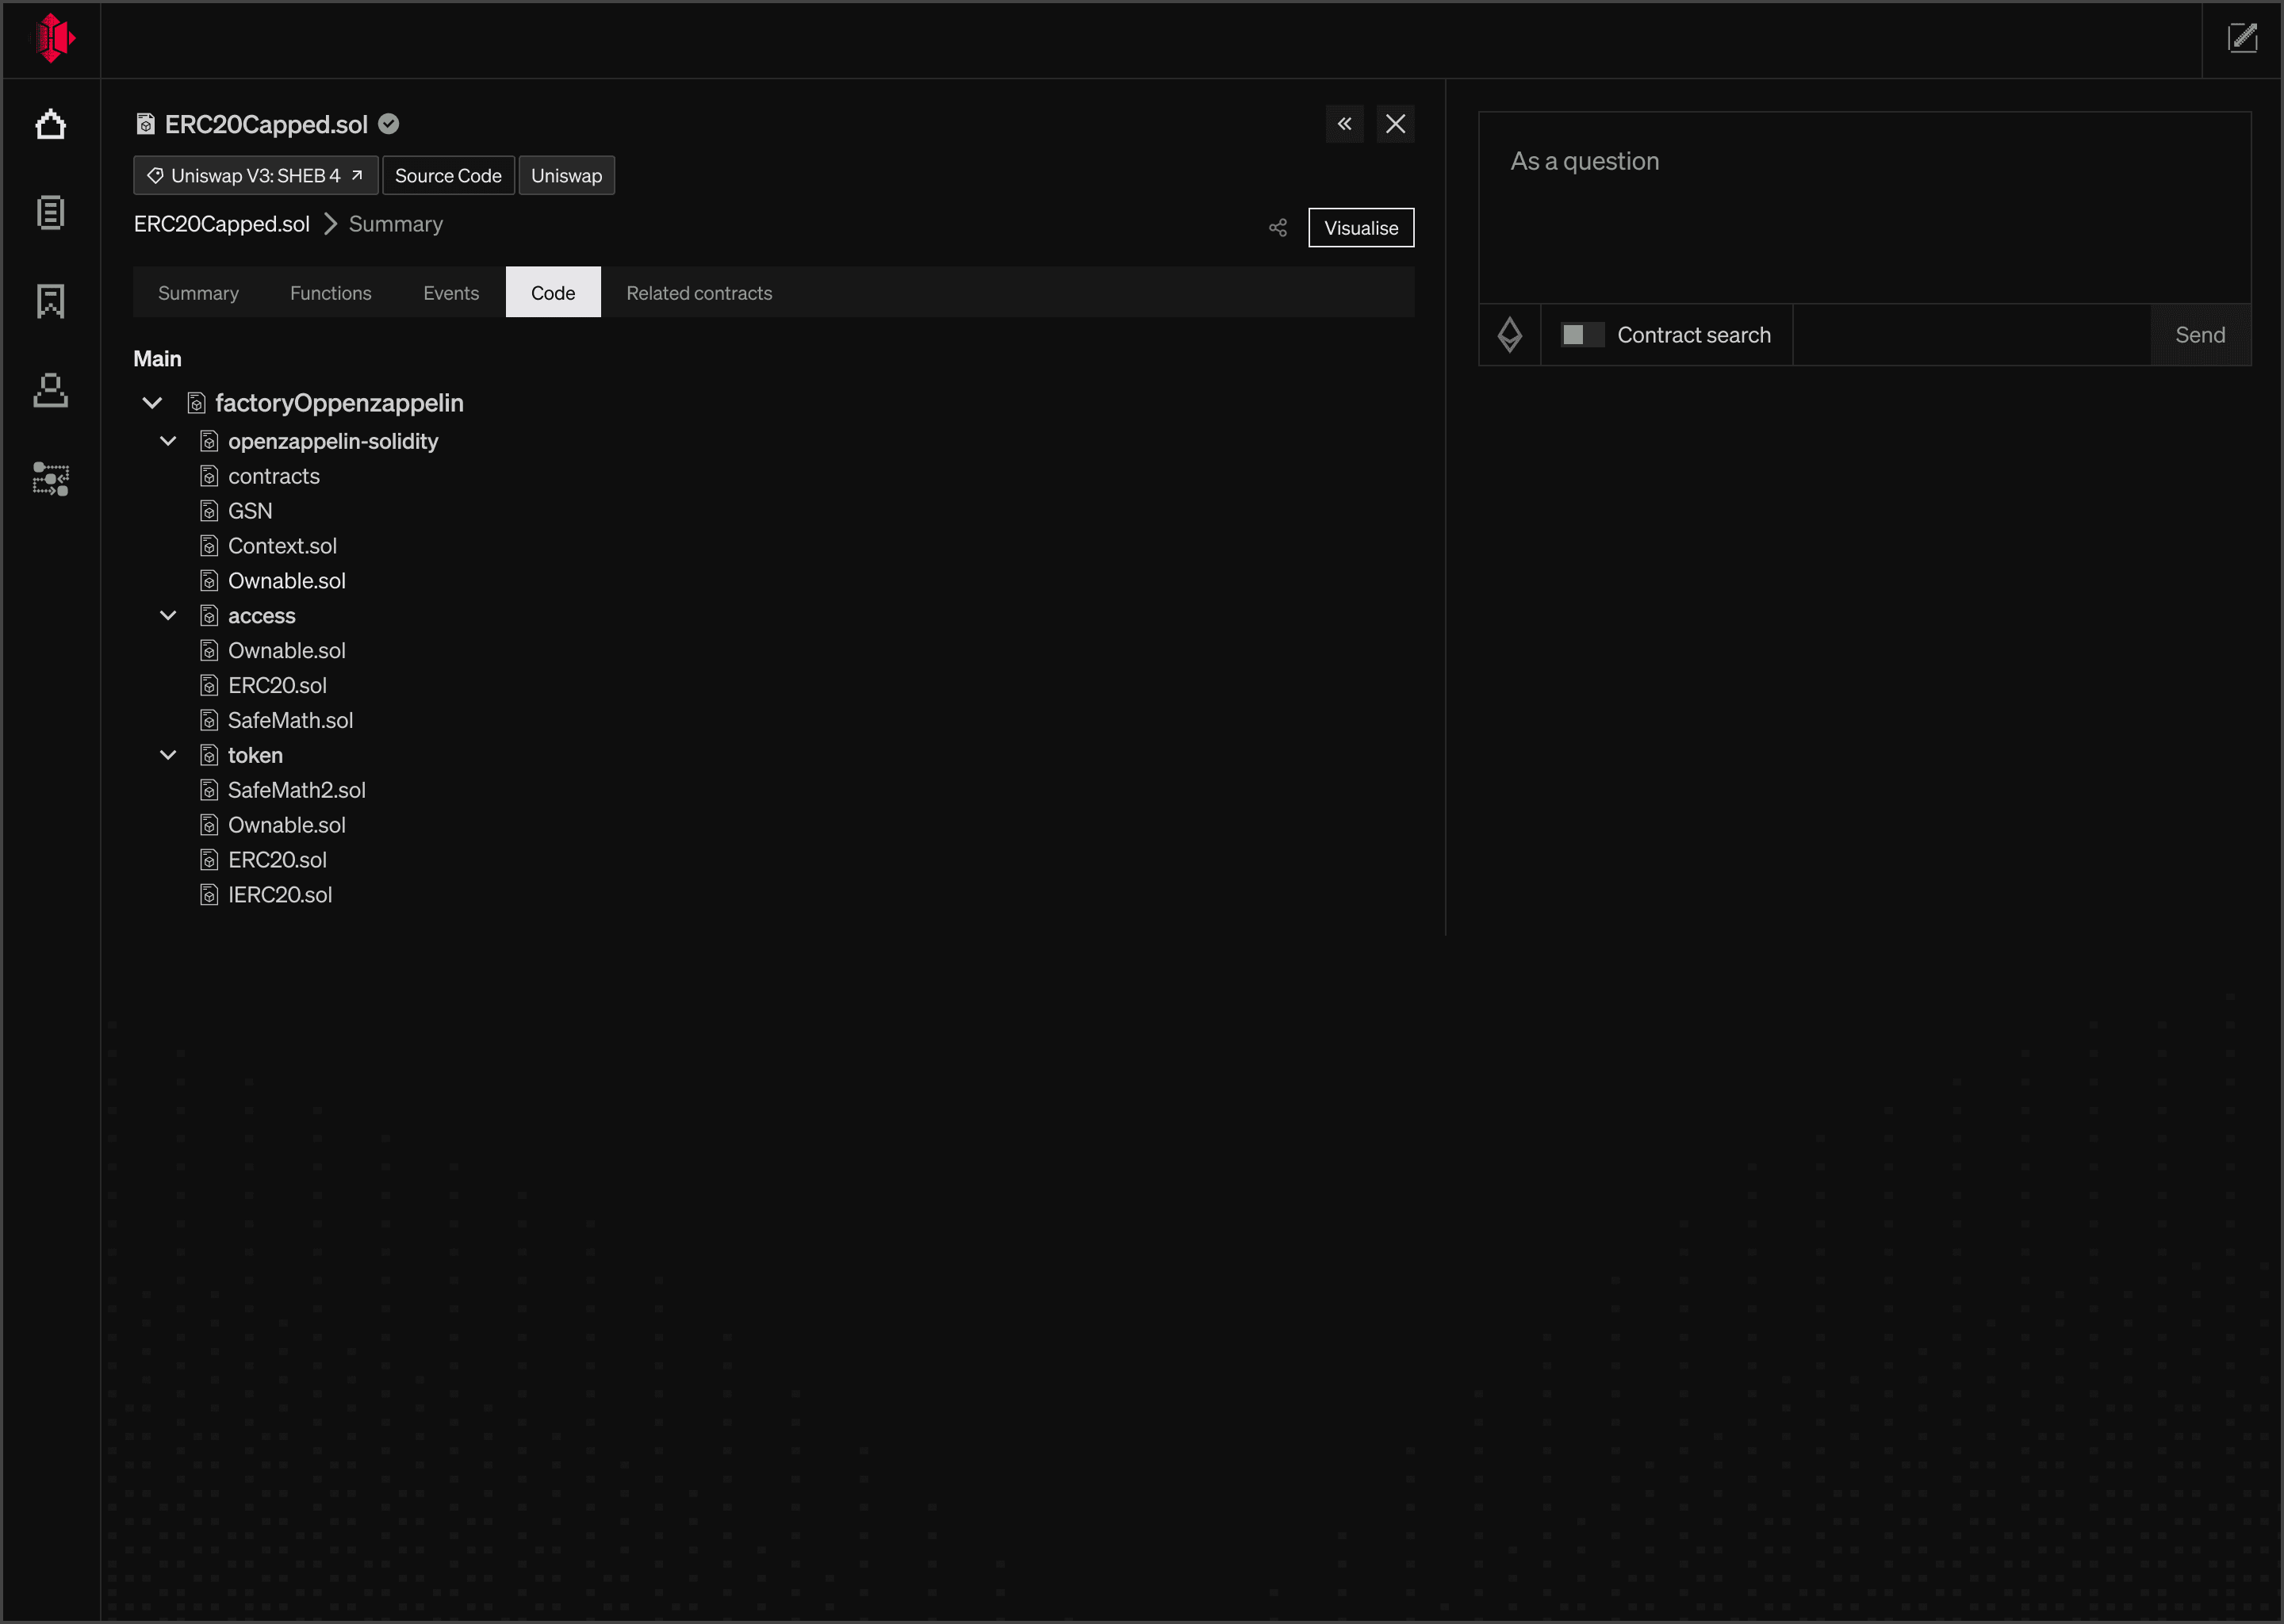 ERC20Capped.sol
Uniswap V3: SHEB 4 Source Code Uniswap
ERC20Capped.sol Summary
Visualise
Summary Functions Events Code Related contracts
Main
factoryOppenzappelin
openzappelin-solidity
contracts
GSN
Context.sol
Ownable.sol
access
Ownable.sol
ERC20.sol
SafeMath.sol
token
SafeMath2.sol
Ownable.sol
ERC20.sol
IERC20.sol
As a question
Contract search
Send